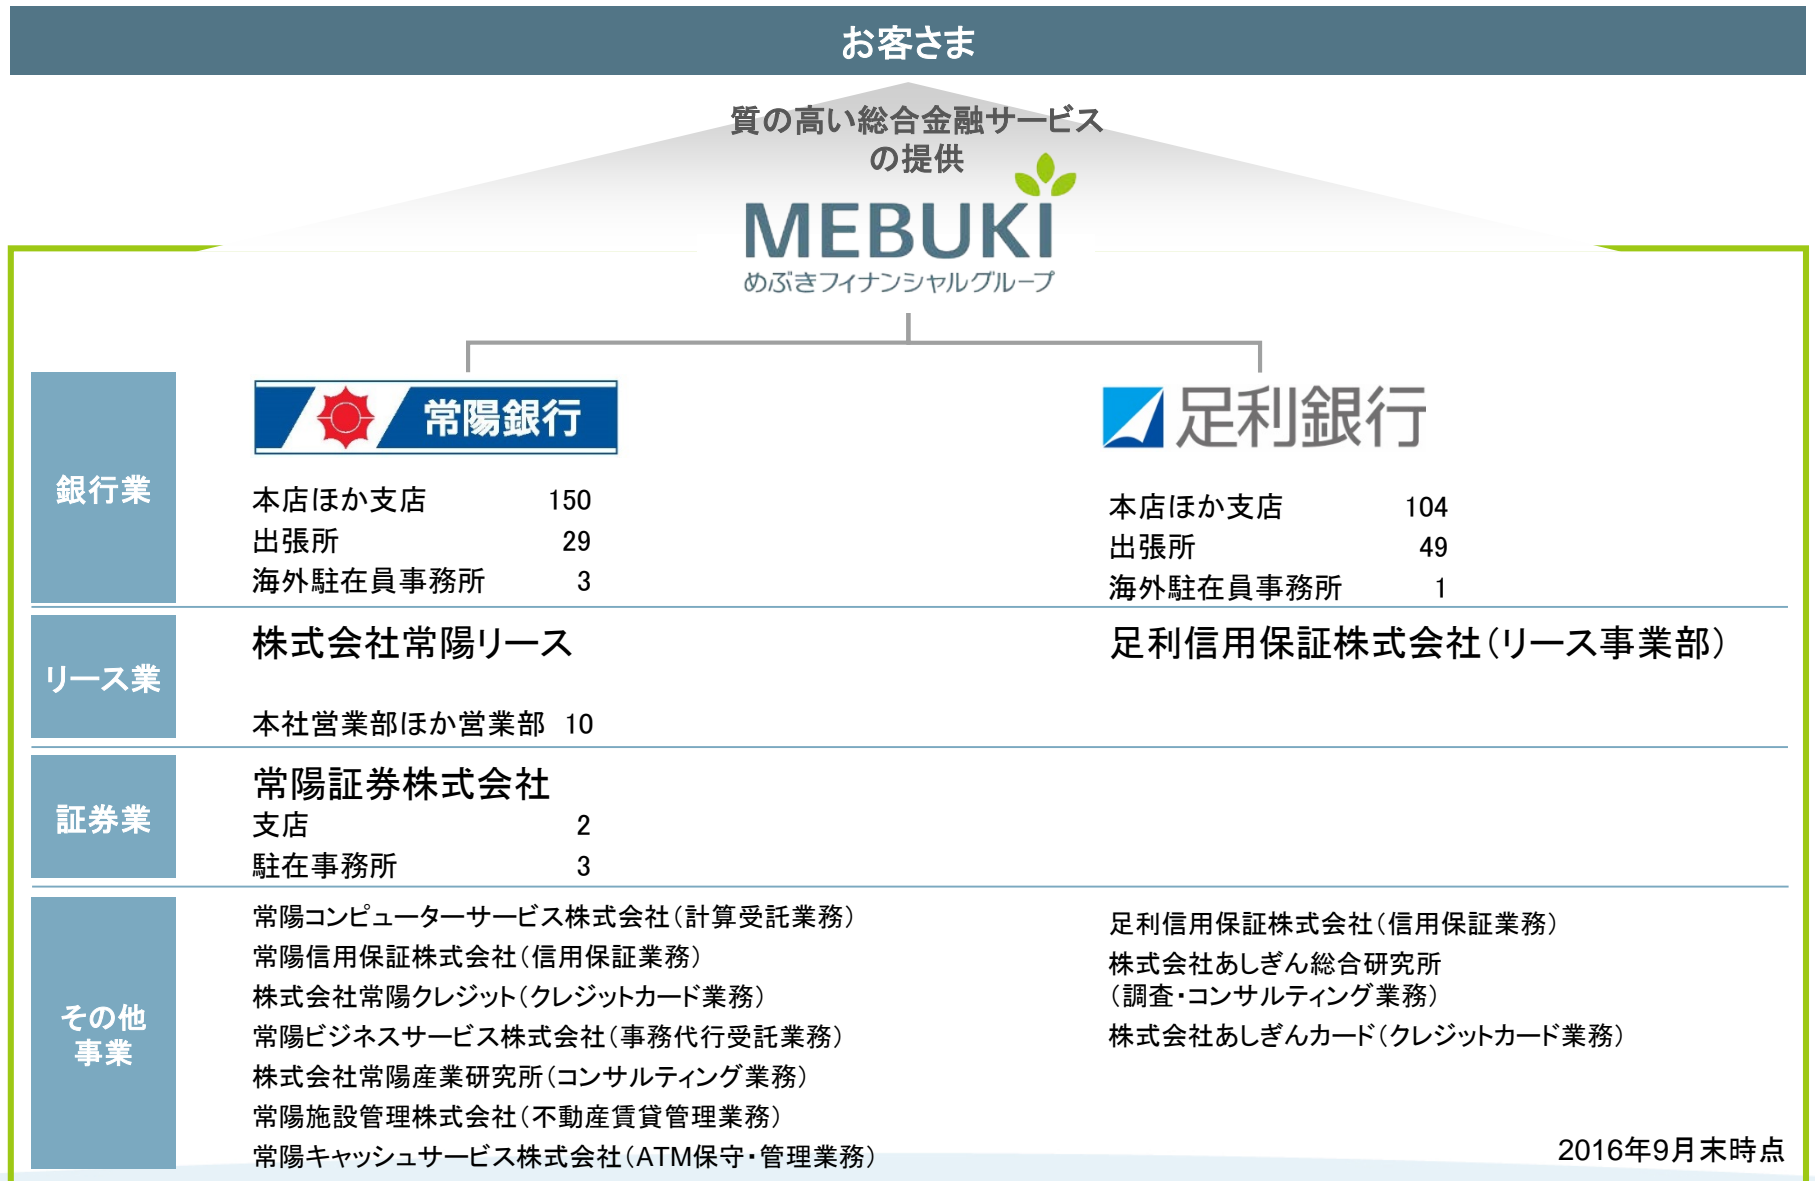 お客さま
質の高い総合金融サービス
の提供
MEBUKI
めぶきフィナンシャルグループ
銀行業
常陽銀行
本店ほか支店 150
出張所 29
海外駐在員事務所 3
足利銀行
本店ほか支店 104
出張所 49
海外駐在員事務所 1
リース業
株式会社常陽リース
本社営業部ほか営業部 10
足利信用保証株式会社(リース事業部)
証券業
常陽証券株式会社
支店 2
駐在事務所 3
その他
事業
常陽コンピューターサービス株式会社(計算受託業務)
常陽信用保証株式会社(信用保証業務)
株式会社常陽クレジット(クレジットカード業務)
常陽ビジネスサービス株式会社(事務代行受託業務)
株式会社常陽産業研究所(コンサルティング業務)
常陽施設管理株式会社(不動産賃貸管理業務)
常陽キャッシュサービス株式会社(ATM保守・管理業務)
足利信用保証株式会社(信用保証業務)
株式会社あしぎん総合研究所
(調査・コンサルティング業務)
株式会社あしぎんカード(クレジットカード業務)
2016年9月末時点